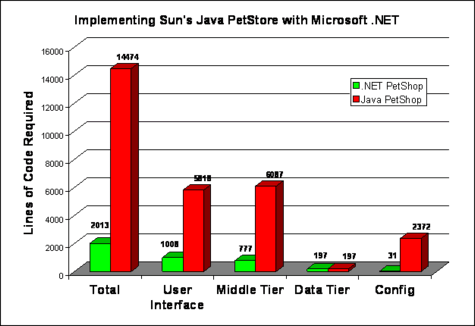 Implementing Sun's Java PetStore with Microsoft .NET
Lines of Code Required
16000
14000
12000
10000
8000
6000
4000
2000
0
14474
2013
5818
1008
6087
777
197
197
2372
31
.NET PetShop
Java PetShop
Total
User
Interface
Middle Tier
Data Tier
Config